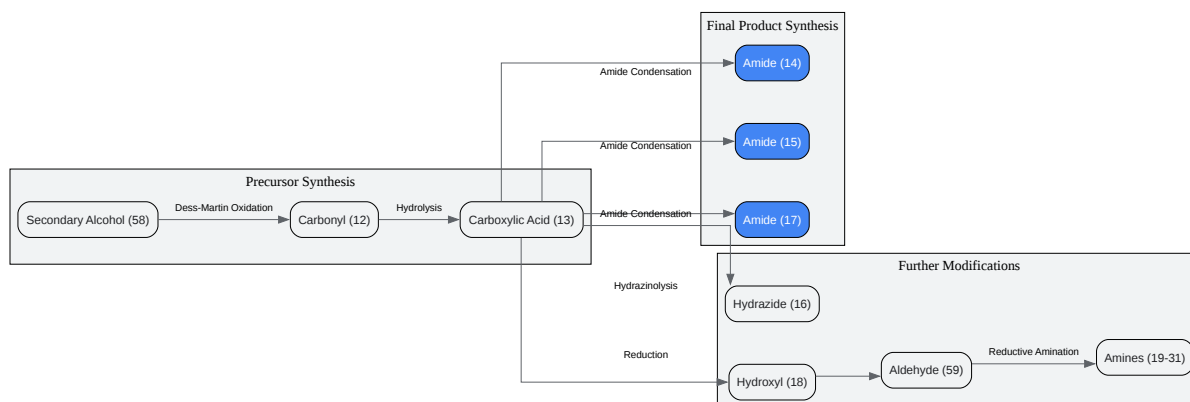 Final Product Synthesis
Amide (14)
Amide Condensation
Amide (15)
Amide Condensation
Precursor Synthesis
Secondary Alcohol (58)
Dess-Martin Oxidation
Carbonyl (12)
Hydrolysis
Carboxylic Acid (13)
Amide Condensation
Amide (17)
Further Modifications
Hydrazinolysis
Hydrazide (16)
Reduction
Hydroxyl (18)
Aldehyde (59)
Reductive Amination
Amines (19-31)